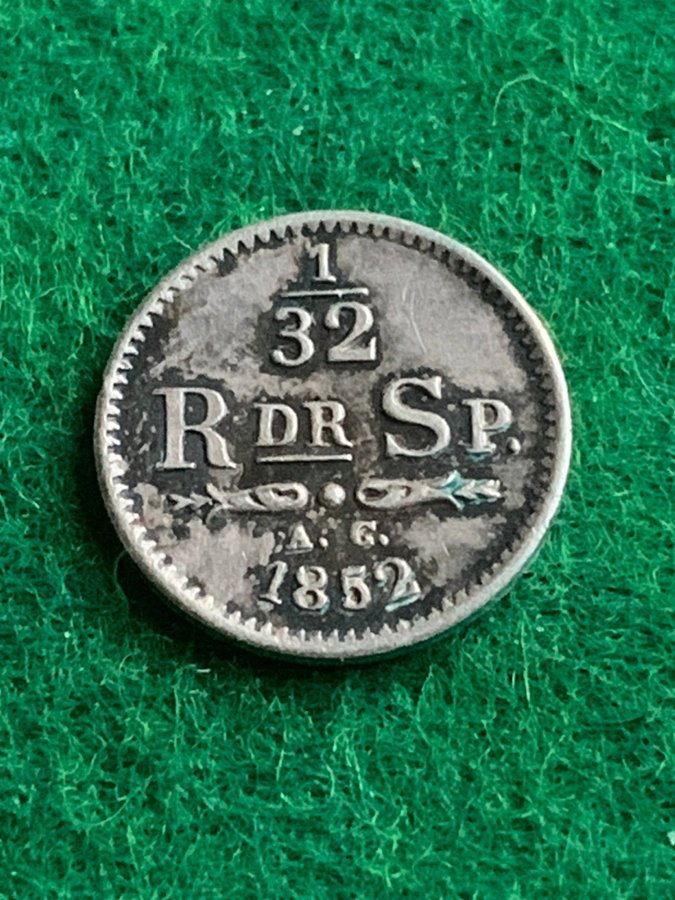 1
32
RDR SP.
A. G.
1852